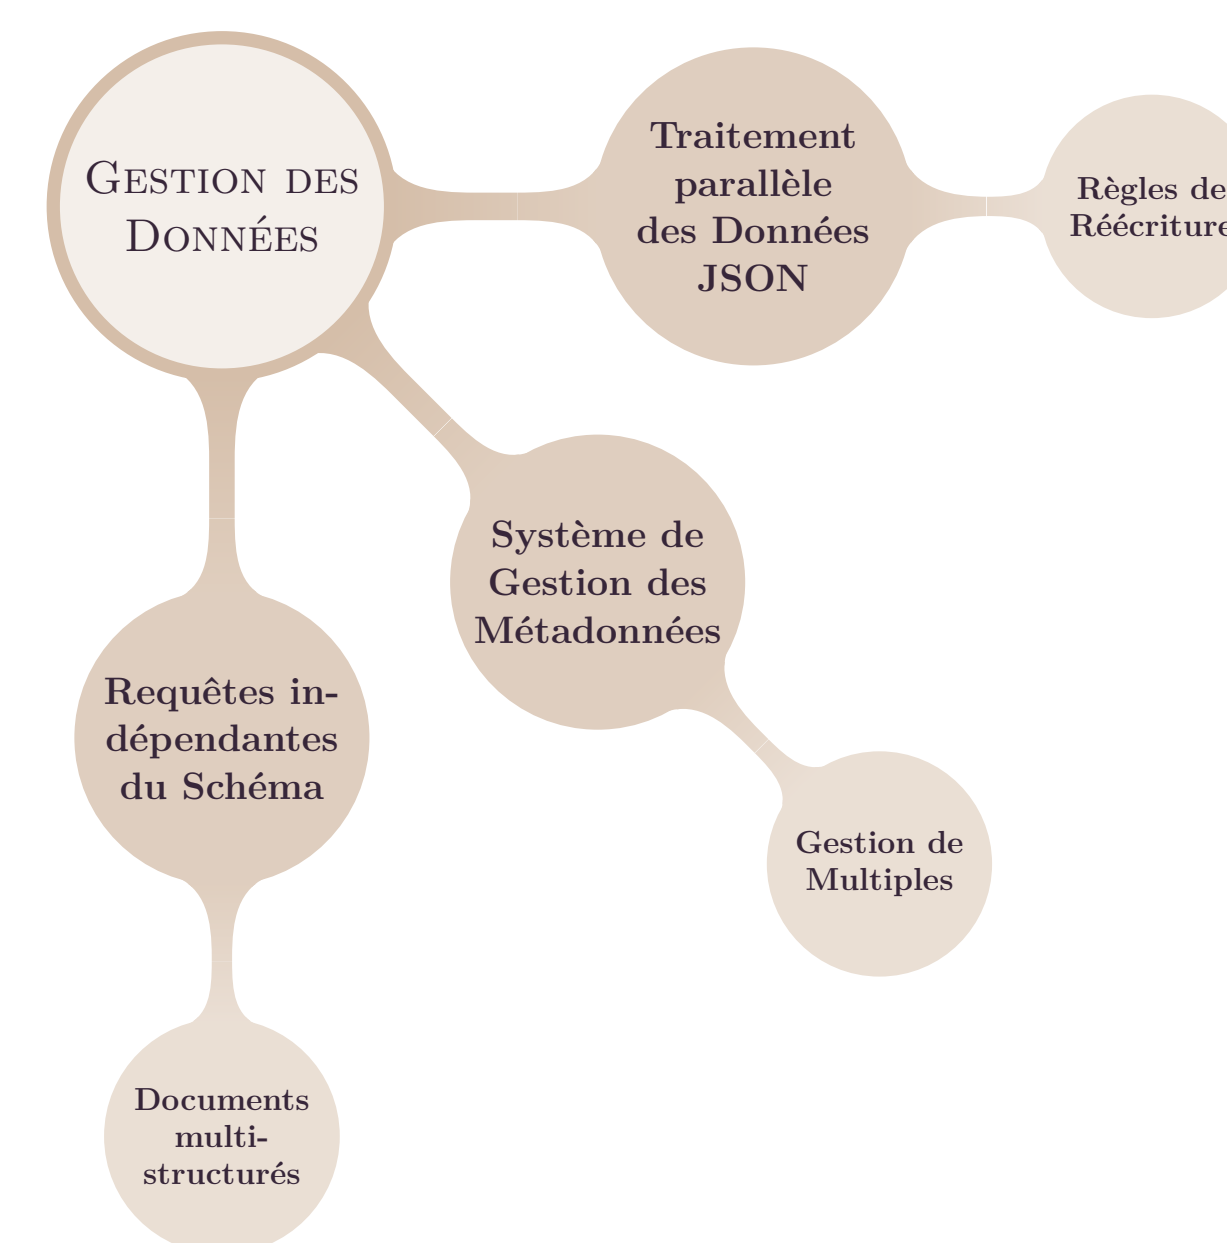 GESTION DES
DONNÉES
Traitement
parallèle
des Données
JSON
Règles de
Réécriture
Système de
Gestion des
Métadonnées
Requêtes in-
dépendantes
du Schéma
Gestion de
Multiples
Documents
multi-
structurés